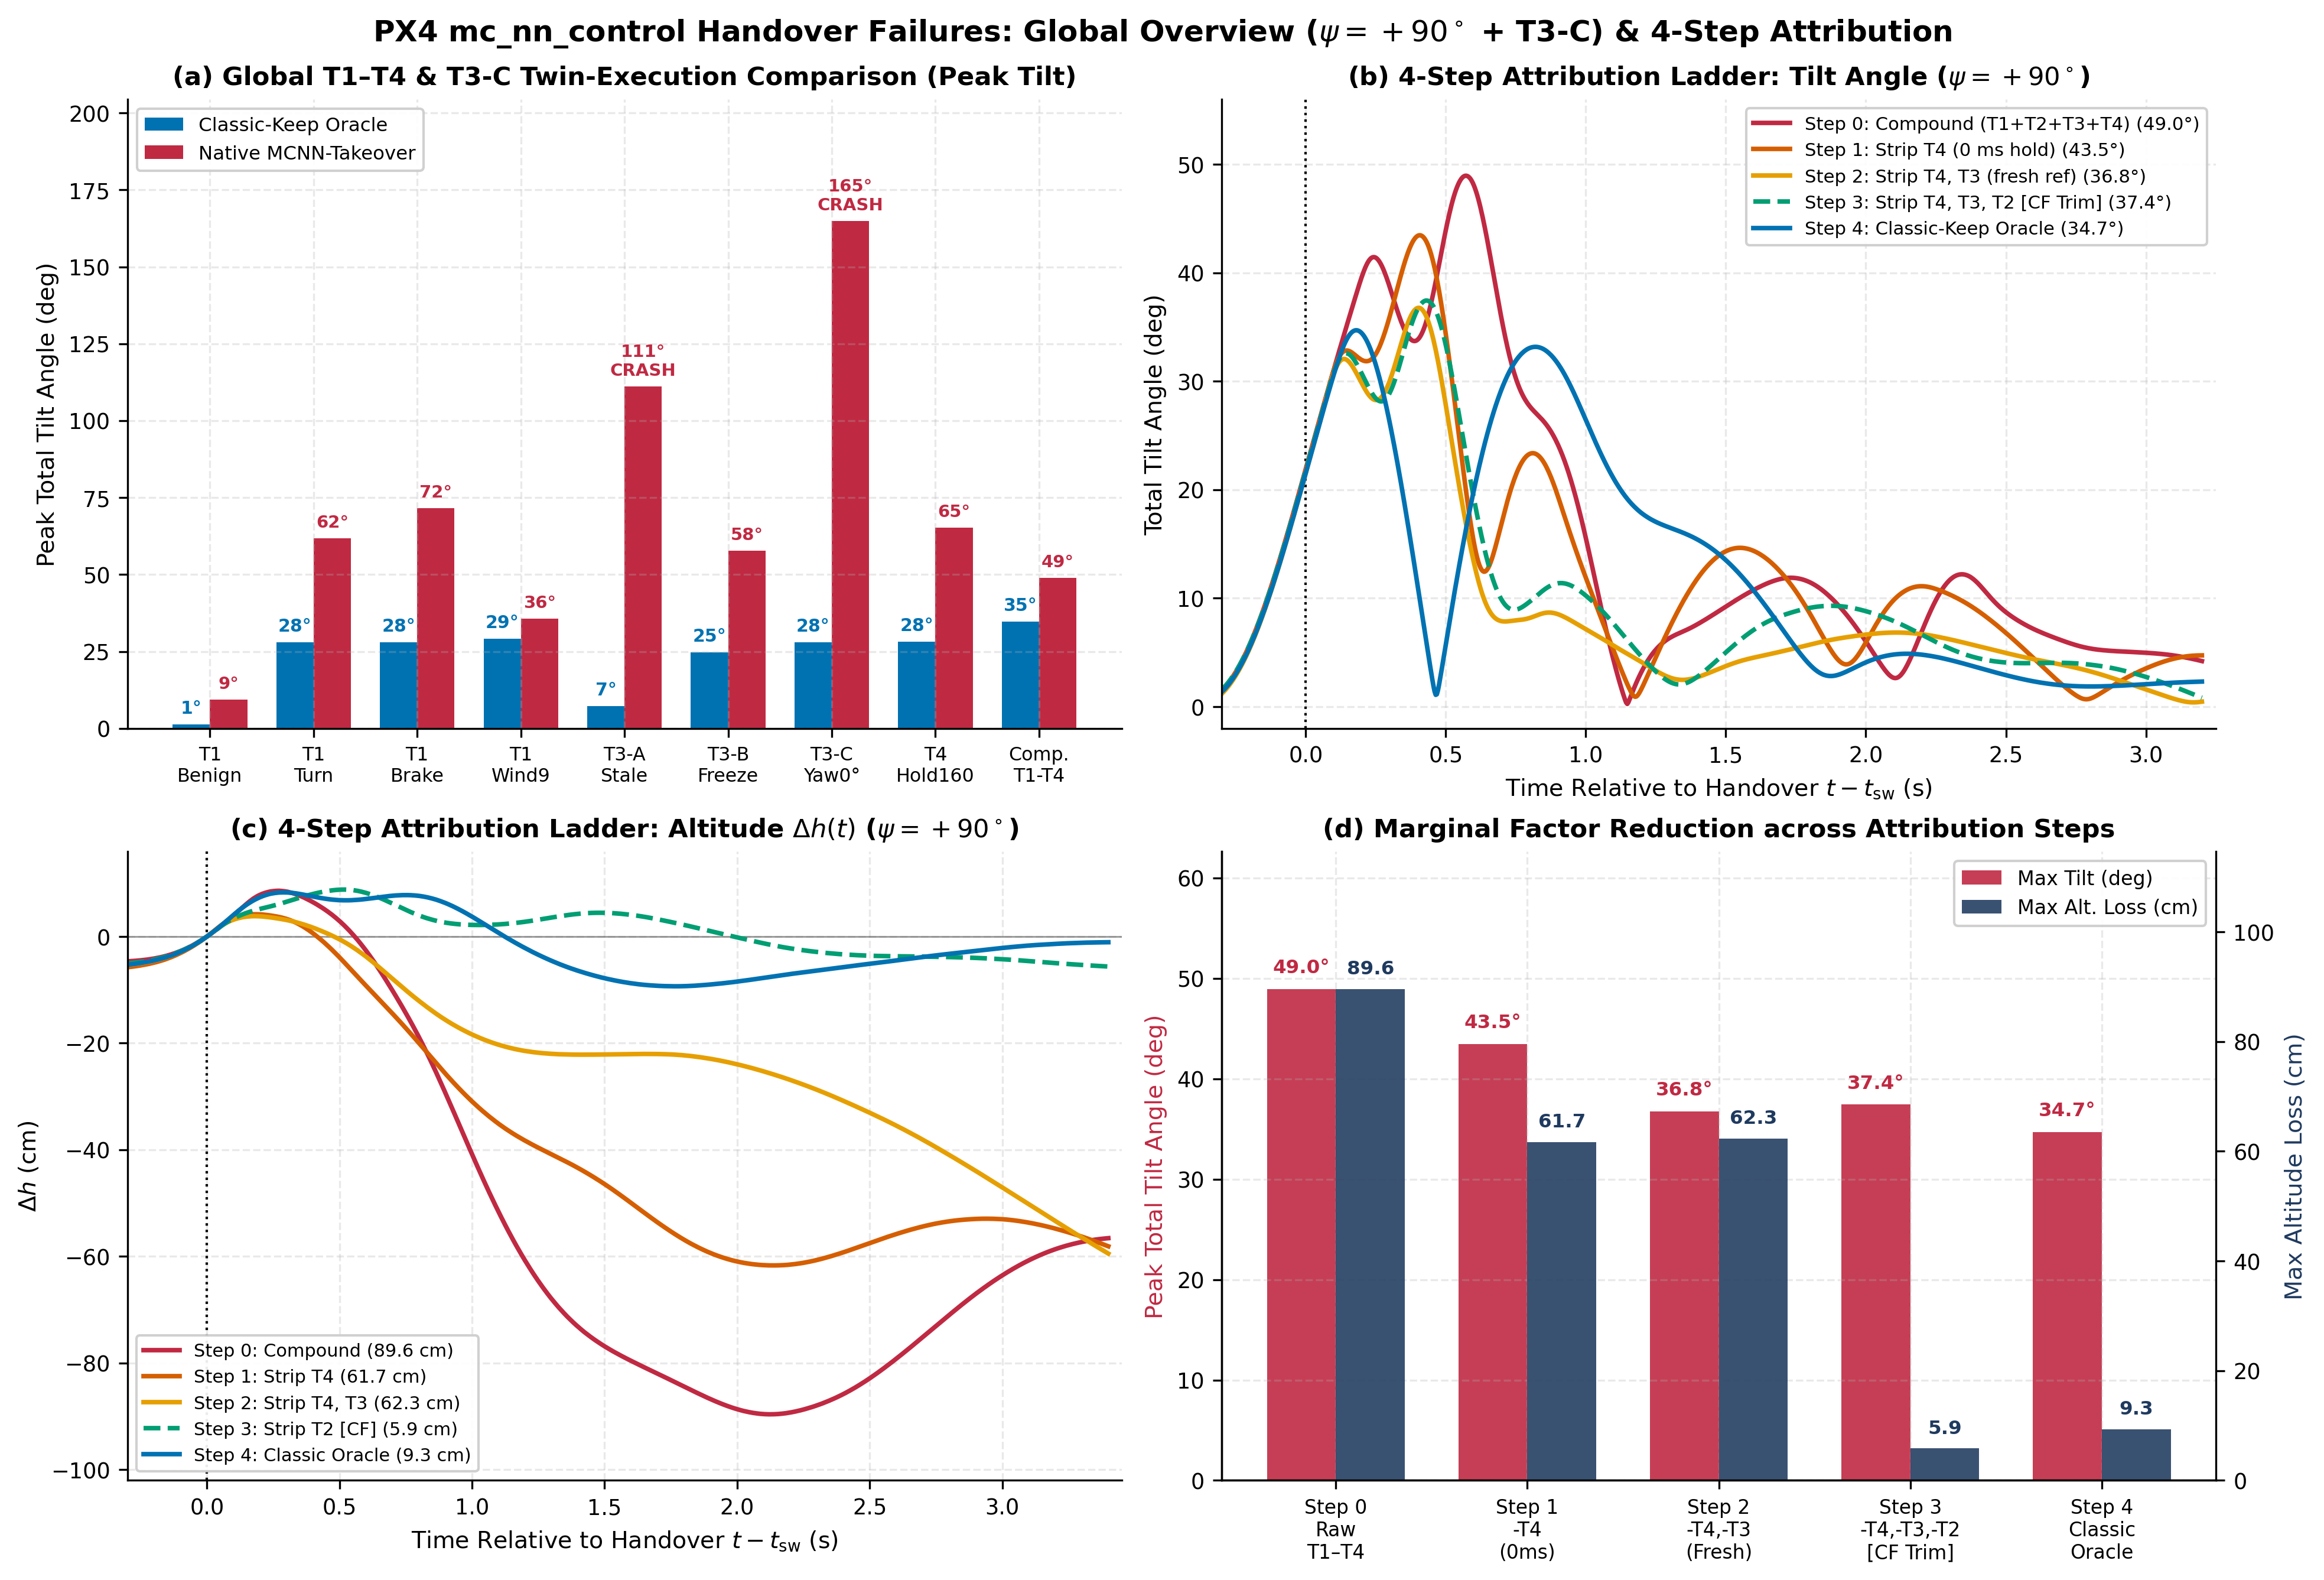 PX4 mc_nn_control Handover Failures: Global Overview (ψ = +90° + T3-C) & 4-Step Attribution
(a) Global T1–T4 & T3-C Twin-Execution Comparison (Peak Tilt)
Peak Total Tilt Angle (deg)
200
175
150
125
100
75
50
25
0
Classic-Keep Oracle
Native MCNN-Takeover
1°
9°
28°
62°
28°
72°
29°
36°
7°
111°
CRASH
25°
58°
28°
165°
CRASH
28°
65°
35°
49°
T1
Benign
T1
Turn
T1
Brake
T1
Wind9
T3-A
Stale
T3-B
Freeze
T3-C
Yaw0°
T4
Hold160
Comp.
T1-T4
(b) 4-Step Attribution Ladder: Tilt Angle (ψ = +90°)
Total Tilt Angle (deg)
50
40
30
20
10
0
Step 0: Compound (T1+T2+T3+T4) (49.0°)
Step 1: Strip T4 (0 ms hold) (43.5°)
Step 2: Strip T4, T3 (fresh ref) (36.8°)
Step 3: Strip T4, T3, T2 [CF Trim] (37.4°)
Step 4: Classic-Keep Oracle (34.7°)
0.0 0.5 1.0 1.5 2.0 2.5 3.0
Time Relative to Handover t − tsw (s)
(c) 4-Step Attribution Ladder: Altitude Δh(t) (ψ = +90°)
Δh (cm)
0
−20
−40
−60
−80
−100
Step 0: Compound (89.6 cm)
Step 1: Strip T4 (61.7 cm)
Step 2: Strip T4, T3 (62.3 cm)
Step 3: Strip T2 [CF] (5.9 cm)
Step 4: Classic Oracle (9.3 cm)
0.0 0.5 1.0 1.5 2.0 2.5 3.0
Time Relative to Handover t − tsw (s)
(d) Marginal Factor Reduction across Attribution Steps
Peak Total Tilt Angle (deg)
60
50
40
30
20
10
0
Max Tilt (deg)
Max Alt. Loss (cm)
49.0° 89.6
43.5°
61.7
36.8°
62.3
37.4°
5.9
34.7°
9.3
100
80
60
40
20
0
Max Altitude Loss (cm)
Step 0
Raw
T1–T4
Step 1
-T4
(0ms)
Step 2
-T4,-T3
(Fresh)
Step 3
-T4,-T3,-T2
[CF Trim]
Step 4
Classic
Oracle